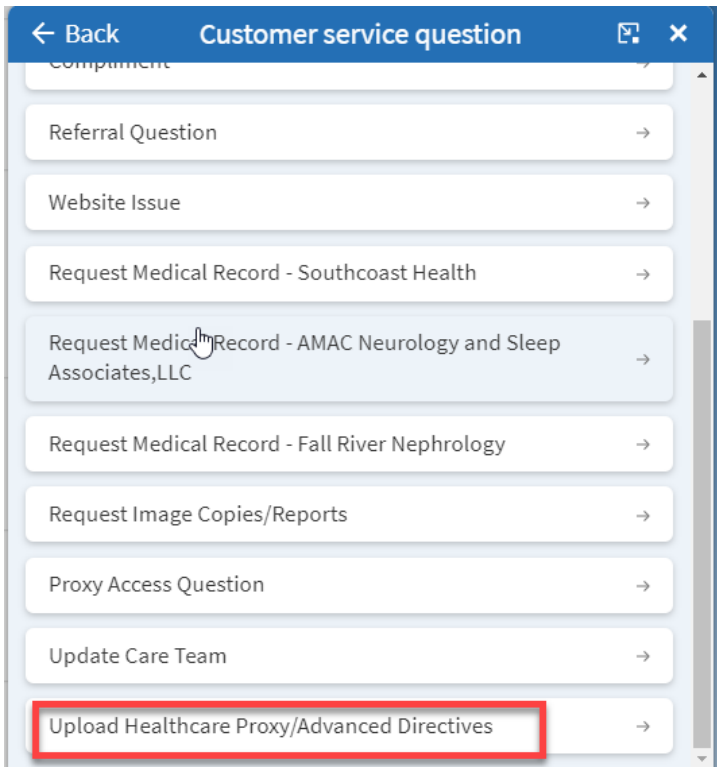 ← Back Customer service question
Compliment
Referral Question
Website Issue
Request Medical Record - Southcoast Health
Request Medical Record - AMAC Neurology and Sleep
Associates,LLC
Request Medical Record - Fall River Nephrology
Request Image Copies/Reports
Proxy Access Question
Update Care Team
Upload Healthcare Proxy/Advanced Directives